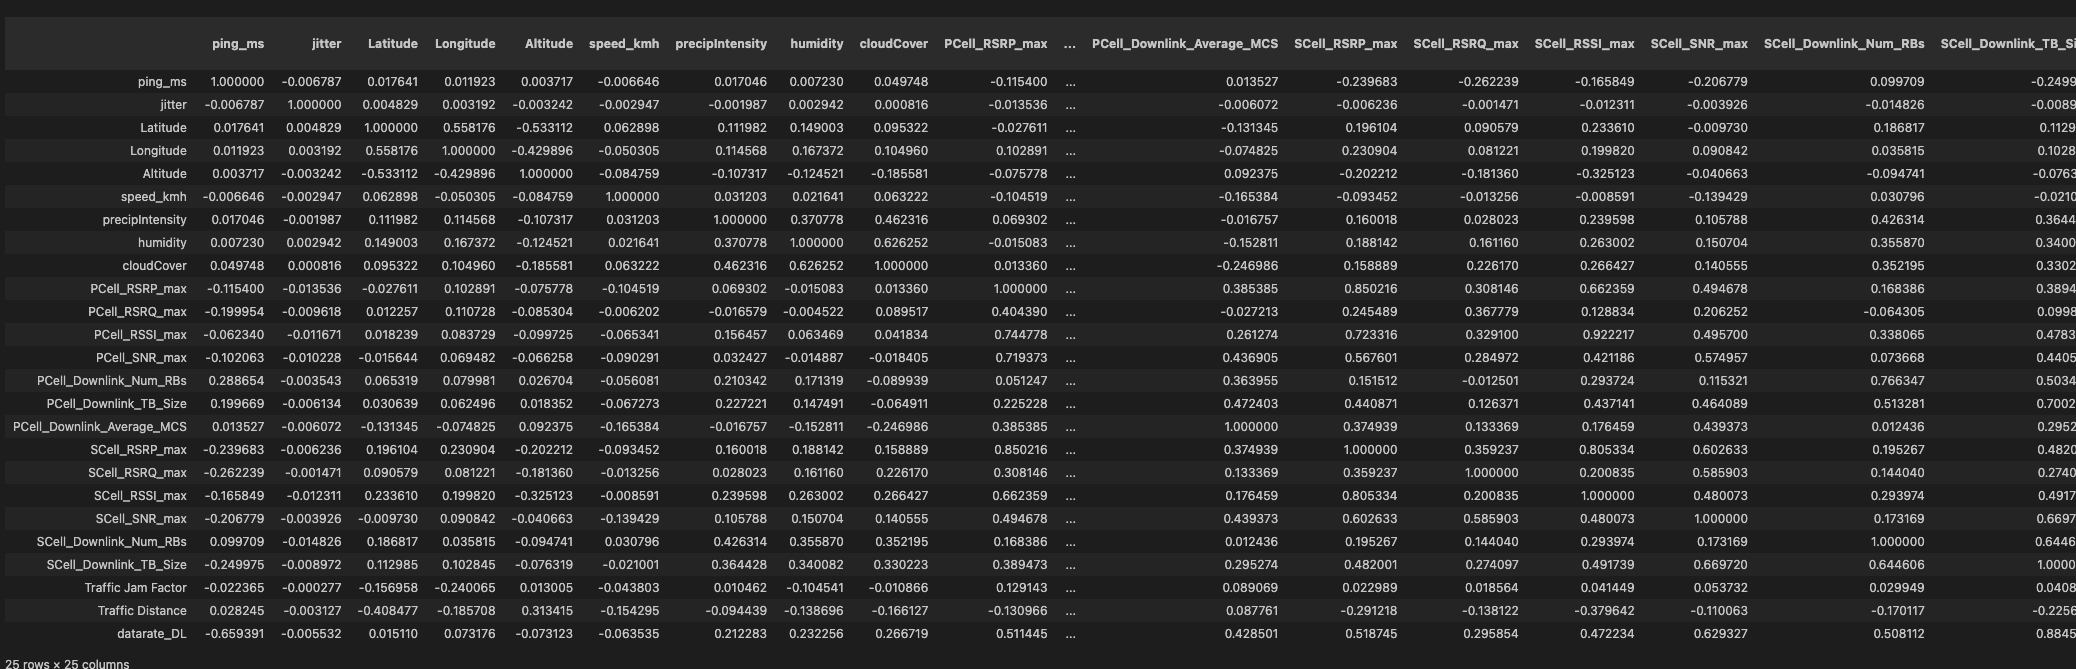 ping_ms jitter Latitude Longitude Altitude speed_kmh precipIntensity humidity cloudCover PCell_RSRP_max ... PCell_Downlink_Average_MCS SCell_RSRP_max SCell_RSRQ_max SCell_RSSI_max SCell_SNR_max SCell_Downlink_Num_RBs SCell_Downlink_TB_Si
ping_ms 1.000000 -0.006787 0.017641 0.011923 0.003717 -0.006646 0.017046 0.007230 0.049748 -0.115400 ... 0.013527 -0.239683 -0.262239 -0.165849 -0.206779 0.099709 -0.2499
jitter -0.006787 1.000000 0.004829 0.003192 -0.003242 -0.002947 -0.001987 0.002942 0.000816 -0.013536 ... -0.006072 -0.006236 -0.001471 -0.012311 -0.003926 -0.014826 -0.0089
Latitude 0.017641 0.004829 1.000000 0.558176 -0.533112 0.062898 0.111982 0.149003 0.095322 -0.027611 ... -0.131345 0.196104 0.090579 0.233610 -0.009730 0.186817 0.1129
Longitude 0.011923 0.003192 0.558176 1.000000 -0.429896 -0.050305 0.114568 0.167372 0.104960 0.102891 ... -0.074825 0.230904 0.081221 0.199820 0.090842 0.035815 0.1028
Altitude 0.003717 -0.003242 -0.533112 -0.429896 1.000000 -0.084759 -0.107317 -0.124521 -0.185581 -0.075778 ... 0.092375 -0.202212 -0.181360 -0.325123 -0.040663 -0.094741 -0.0763
speed_kmh -0.006646 -0.002947 0.062898 -0.050305 -0.084759 1.000000 0.031203 0.021641 0.063222 -0.104519 ... -0.165384 -0.093452 -0.013256 -0.008591 -0.139429 0.030796 -0.0210
precipIntensity 0.017046 -0.001987 0.111982 0.114568 -0.107317 0.031203 1.000000 0.370778 0.462316 0.069302 ... -0.016757 0.160018 0.028023 0.239598 0.105788 0.426314 0.3644
humidity 0.007230 0.002942 0.149003 0.167372 -0.124521 0.021641 0.370778 1.000000 0.626252 -0.015083 ... -0.152811 0.188142 0.161160 0.263002 0.150704 0.355870 0.3400
cloudCover 0.049748 0.000816 0.095322 0.104960 -0.185581 0.063222 0.462316 0.626252 1.000000 0.013360 ... -0.246986 0.158889 0.226170 0.266427 0.140555 0.352195 0.3302
PCell_RSRP_max -0.115400 -0.013536 -0.027611 0.102891 -0.075778 -0.104519 0.069302 -0.015083 0.013360 1.000000 ... 0.385385 0.850216 0.308146 0.662359 0.494678 0.168386 0.3894
PCell_RSRQ_max -0.199954 -0.009618 0.012257 0.110728 -0.085304 -0.006202 -0.016579 -0.004522 0.089517 0.404390 ... -0.027213 0.245489 0.367779 0.128834 0.206252 -0.064305 0.0998
PCell_RSSI_max -0.062340 -0.011671 0.018239 0.083729 -0.099725 -0.065341 0.156457 0.063469 0.041834 0.744778 ... 0.261274 0.723316 0.329100 0.922217 0.495700 0.338065 0.4783
PCell_SNR_max -0.102063 -0.010228 -0.015644 0.069482 -0.066258 -0.090291 0.032427 -0.014887 -0.018405 0.719373 ... 0.436905 0.567601 0.284972 0.421186 0.574957 0.073668 0.4405
PCell_Downlink_Num_RBs 0.288654 -0.003543 0.065319 0.079981 0.026704 -0.056081 0.210342 0.171319 -0.089939 0.051247 ... 0.363955 0.151512 -0.012501 0.293724 0.115321 0.766347 0.5034
PCell_Downlink_TB_Size 0.199669 -0.006134 0.030639 0.062496 0.018352 -0.067273 0.227221 0.147491 -0.064911 0.225228 ... 0.472403 0.440871 0.126371 0.437141 0.464089 0.513281 0.7002
PCell_Downlink_Average_MCS 0.013527 -0.006072 -0.131345 -0.074825 0.092375 -0.165384 -0.016757 -0.152811 -0.246986 0.385385 ... 1.000000 0.374939 0.133369 0.176459 0.439373 0.012436 0.2952
SCell_RSRP_max -0.239683 -0.006236 0.196104 0.230904 -0.202212 -0.093452 0.160018 0.188142 0.158889 0.850216 ... 0.374939 1.000000 0.359237 0.805334 0.602633 0.195267 0.4820
SCell_RSRQ_max -0.262239 -0.001471 0.090579 0.081221 -0.181360 -0.013256 0.028023 0.161160 0.226170 0.308146 ... 0.133369 0.359237 1.000000 0.200835 0.585903 0.144040 0.2740
SCell_RSSI_max -0.165849 -0.012311 0.233610 0.199820 -0.325123 -0.008591 0.239598 0.263002 0.266427 0.662359 ... 0.176459 0.805334 0.200835 1.000000 0.480073 0.293974 0.4917
SCell_SNR_max -0.206779 -0.003926 -0.009730 0.090842 -0.040663 -0.139429 0.105788 0.150704 0.140555 0.494678 ... 0.439373 0.602633 0.585903 0.480073 1.000000 0.173169 0.6697
SCell_Downlink_Num_RBs 0.099709 -0.014826 0.186817 0.035815 -0.094741 0.030796 0.426314 0.355870 0.352195 0.168386 ... 0.012436 0.195267 0.144040 0.293974 0.173169 1.000000 0.6446
SCell_Downlink_TB_Size -0.249975 -0.008972 0.112985 0.102845 -0.076319 -0.021001 0.364428 0.340082 0.330223 0.389473 ... 0.295274 0.482001 0.274097 0.491739 0.669720 0.644606 1.0000
Traffic Jam Factor -0.022365 -0.000277 -0.156958 -0.240065 0.013005 -0.043803 0.010462 -0.104541 -0.010866 0.129143 ... 0.089069 0.022989 0.018564 0.041449 0.053732 0.029949 0.0408
Traffic Distance 0.028245 -0.003127 -0.408477 -0.185708 0.313415 -0.154295 -0.094439 -0.138696 -0.166127 -0.130966 ... 0.087761 -0.291218 -0.138122 -0.379642 -0.110063 -0.170117 -0.2256
datarate_DL -0.659391 -0.005532 0.015110 0.073176 -0.073123 -0.063535 0.212283 0.232256 0.266719 0.511445 ... 0.428501 0.518745 0.295854 0.472234 0.629327 0.508112 0.8845
25 rows × 25 columns